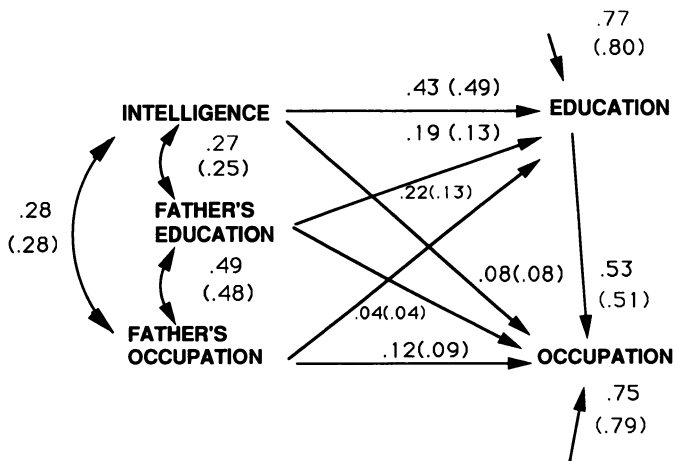 .77
(.80)
.43 (.49)
INTELLIGENCE
EDUCATION
.19 (.13)
.27
(.25)
.22(.13)
.28
(.28)
FATHER'S
EDUCATION
.49
(.48)
.08(.08)
.53
(.51)
.04(.04)
FATHER'S
OCCUPATION
.12(.09)
OCCUPATION
.75
(.79)